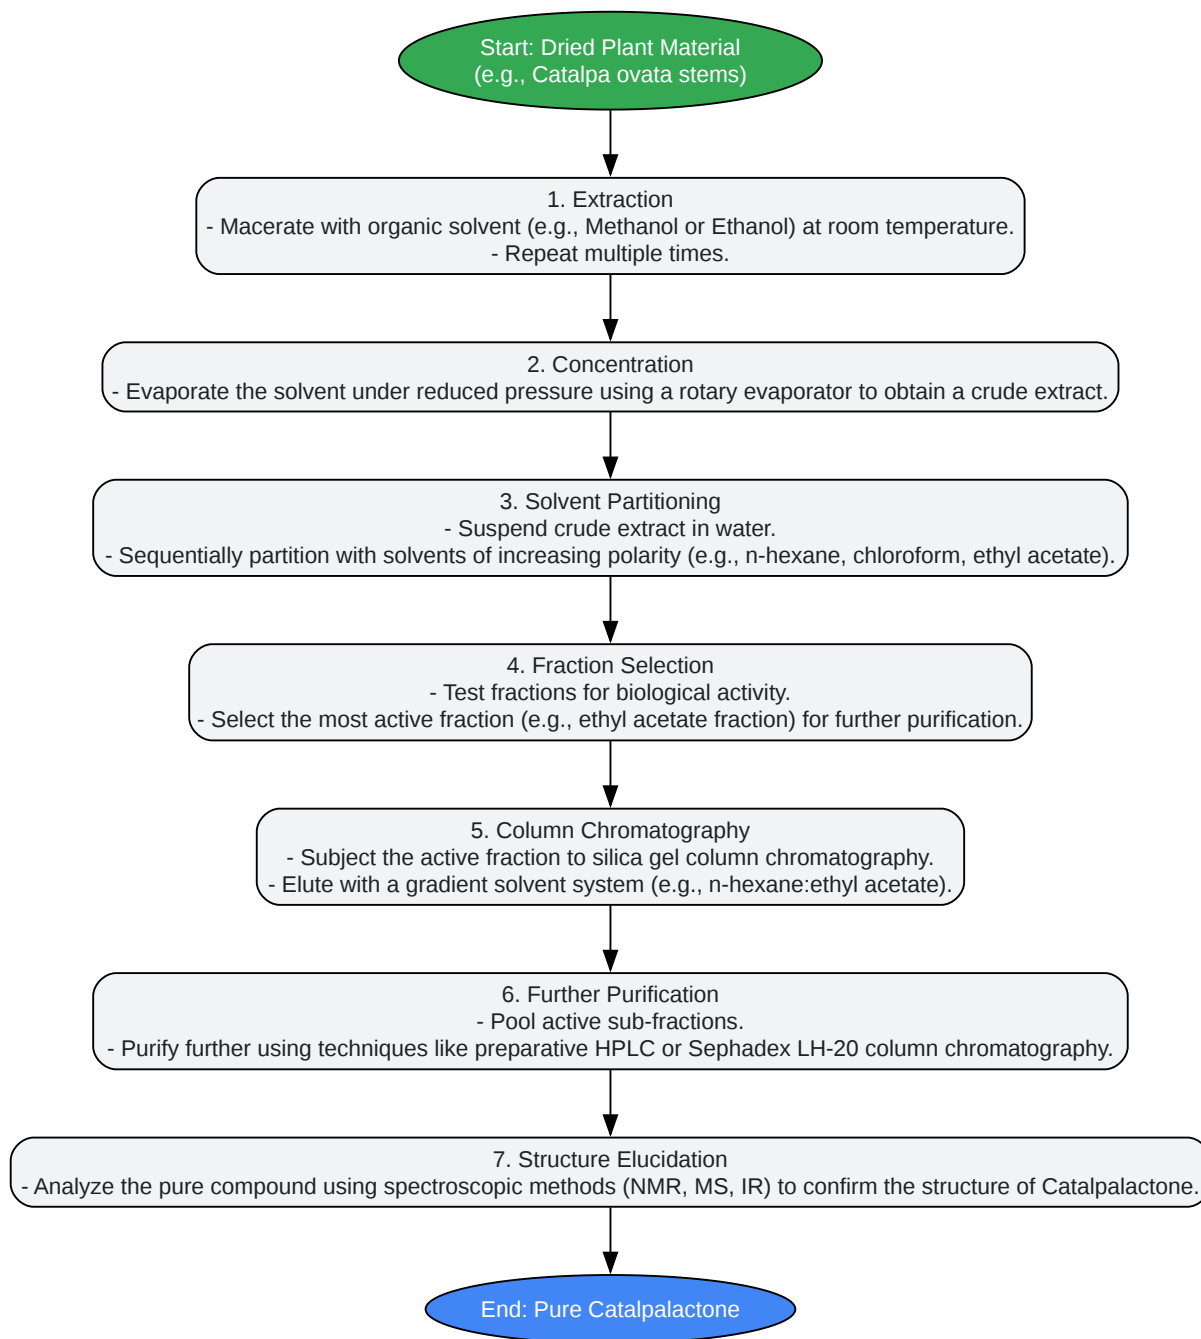 Start: Dried Plant Material
(e.g., Catalpa ovata stems)
1. Extraction
- Macerate with organic solvent (e.g., Methanol or Ethanol) at room temperature.
- Repeat multiple times.
2. Concentration
- Evaporate the solvent under reduced pressure using a rotary evaporator to obtain a crude extract.
3. Solvent Partitioning
- Suspend crude extract in water.
- Sequentially partition with solvents of increasing polarity (e.g., n-hexane, chloroform, ethyl acetate).
4. Fraction Selection
- Test fractions for biological activity.
- Select the most active fraction (e.g., ethyl acetate fraction) for further purification.
5. Column Chromatography
- Subject the active fraction to silica gel column chromatography.
- Elute with a gradient solvent system (e.g., n-hexane:ethyl acetate).
6. Further Purification
- Pool active sub-fractions.
- Purify further using techniques like preparative HPLC or Sephadex LH-20 column chromatography.
7. Structure Elucidation
- Analyze the pure compound using spectroscopic methods (NMR, MS, IR) to confirm the structure of Catalpalactone.
End: Pure Catalpalactone